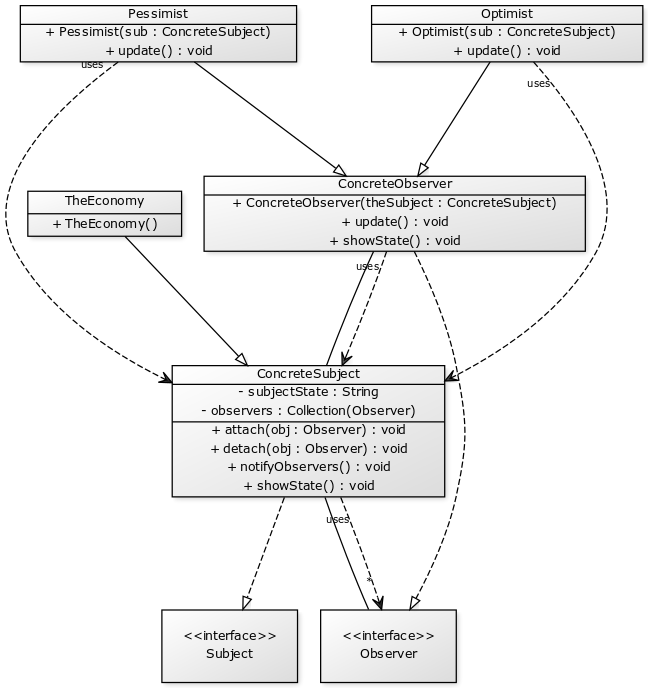 Pessimist
+ Pessimist(sub : ConcreteSubject)
+ update() : void
Optimist
+ Optimist(sub : ConcreteSubject)
+ update() : void
uses
uses
ConcreteObserver
+ ConcreteObserver(theSubject : ConcreteSubject)
+ update() : void
+ showState() : void
TheEconomy
+ TheEconomy()
uses
ConcreteSubject
- subjectState : String
- observers : Collection(Observer)
+ attach(obj : Observer) : void
+ detach(obj : Observer) : void
+ notifyObservers() : void
+ showState() : void
uses
*
<<interface>>
Subject
<<interface>>
Observer